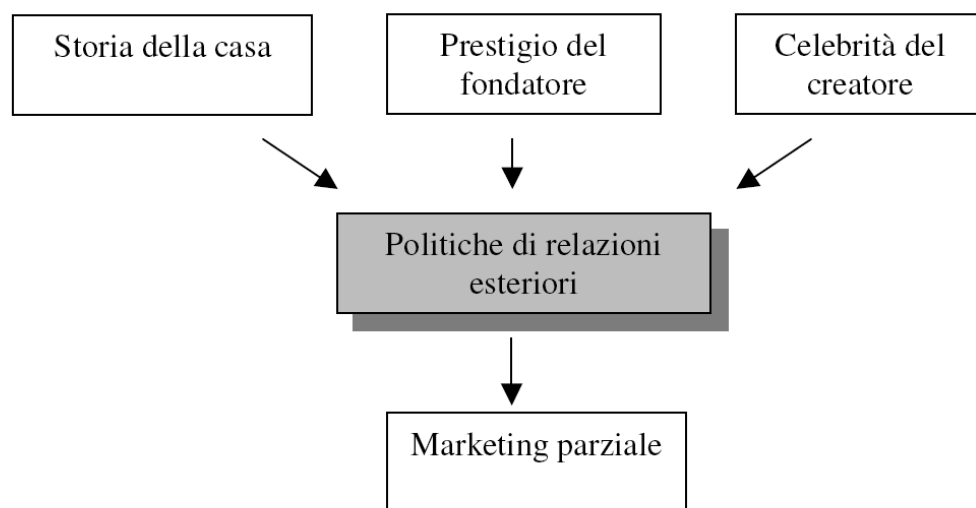 Storia della casa
Prestigio del
fondatore
Celebrità del
creatore
Politiche di relazioni
esteriori
Marketing parziale